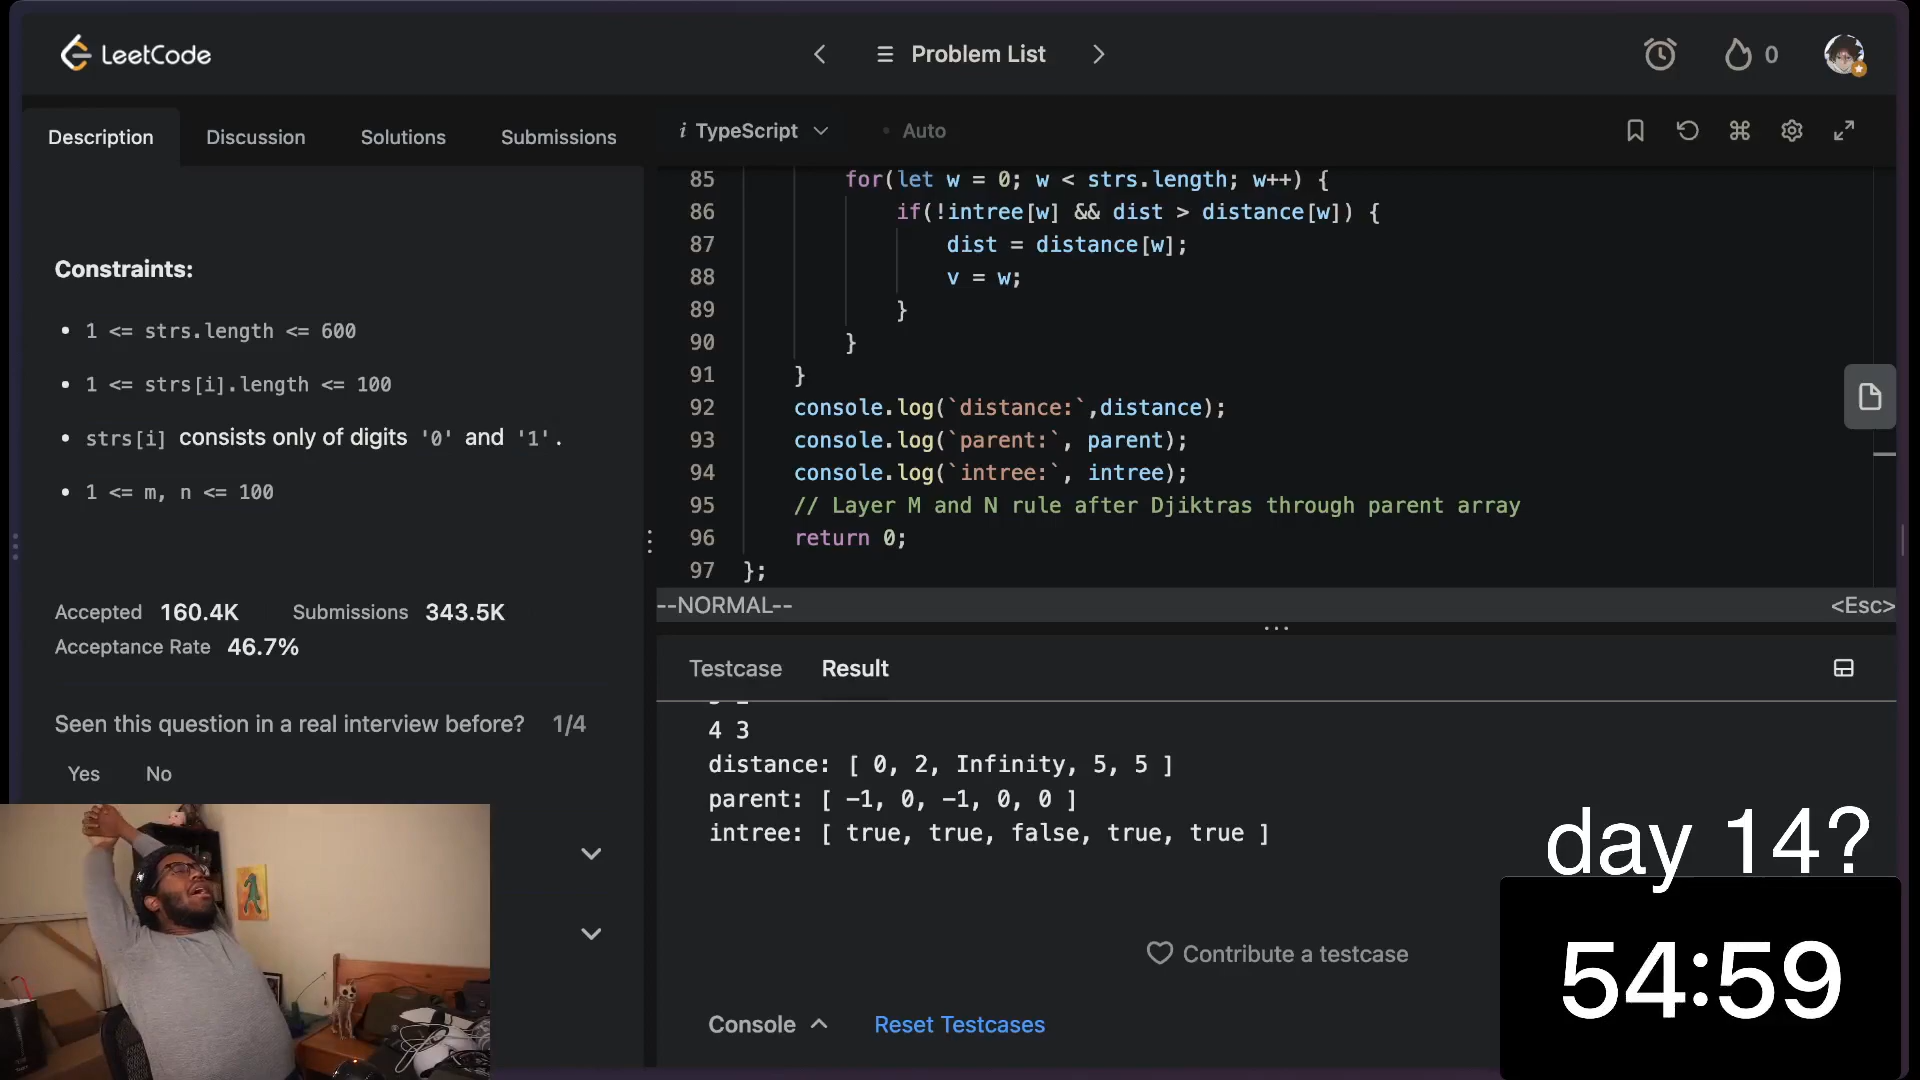 LeetCode
Problem List
0
Description
Discussion
Solutions
Submissions
i TypeScript
Auto
Constraints:
1 <= strs.length <= 600
1 <= strs[i].length <= 100
strs[i] consists only of digits '0' and '1'.
1 <= m, n <= 100
Accepted 160.4K Submissions 343.5K
Acceptance Rate 46.7%
Seen this question in a real interview before? 1/4
Yes No
85 for(let w = 0; w < strs.length; w++) {
86 if(!intree[w] && dist > distance[w]) {
87 dist = distance[w];
88 v = w;
89 }
90 }
91 }
92 console.log(`distance:`,distance);
93 console.log(`parent:`, parent);
94 console.log(`intree:`, intree);
95 // Layer M and N rule after Djiktras through parent array
96 return 0;
97 };
--NORMAL--
<Esc>
Testcase Result
4 3
distance: [ 0, 2, Infinity, 5, 5 ]
parent: [ -1, 0, -1, 0, 0 ]
intree: [ true, true, false, true, true ]
Contribute a testcase
Console
Reset Testcases
day 14?
54:59